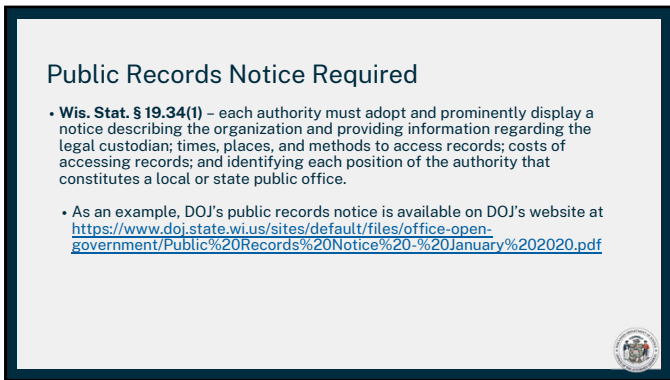 Public Records Notice Required
• Wis. Stat. § 19.34(1) – each authority must adopt and prominently display a
notice describing the organization and providing information regarding the
legal custodian; times, places, and methods to access records; costs of
accessing records; and identifying each position of the authority that
constitutes a local or state public office.
• As an example, DOJ's public records notice is available on DOJ's website at
https://www.doj.state.wi.us/sites/default/files/office-open-
government/Public%20Records%20Notice%20-%20January%202020.pdf